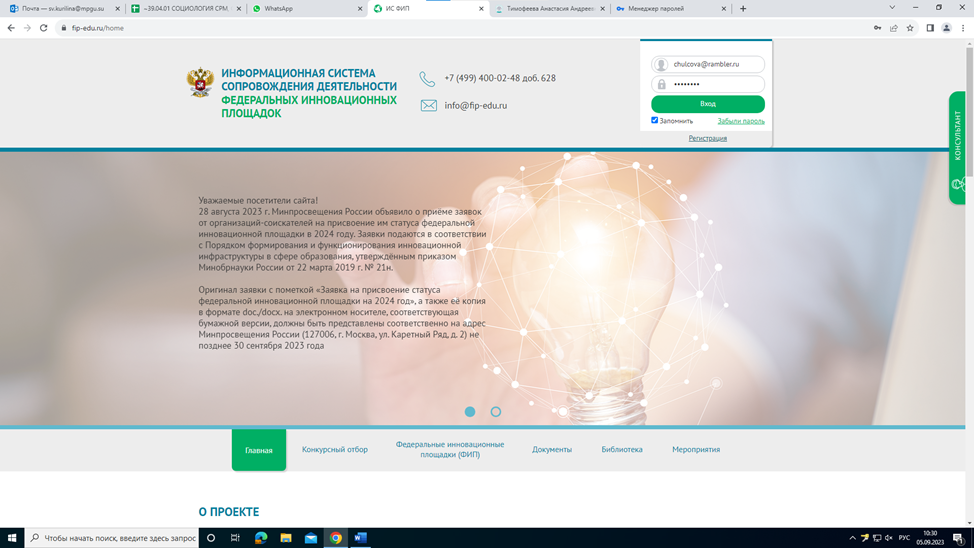 Почта — sv.kurilina@mpgu.su
–39.04.01 СОЦИОЛОГИЯ СРМ.
WhatsApp
ИС ФИП
Тимофеева Анастасия Андреев
Менеджер паролей
fip-edu.ru/home
ИНФОРМАЦИОННАЯ СИСТЕМА
СОПРОВОЖДЕНИЯ ДЕЯТЕЛЬНОСТИ
ФЕДЕРАЛЬНЫХ ИННОВАЦИОННЫХ
ПЛОЩАДОК
+7 (499) 400-02-48 доб. 628
info@fip-edu.ru
chulcova@rambler.ru
••••••••
Вход
Запомнить
Забыли пароль
Регистрация
КОНСУЛЬТАНТ
Уважаемые посетители сайта!
28 августа 2023 г. Минпросвещения России объявило о приёме заявок
от организаций-соискателей на присвоение им статуса федеральной
инновационной площадки в 2024 году. Заявки подаются в соответствии
с Порядком формирования и функционирования инновационной
инфраструктуры в сфере образования, утверждённым приказом
Минобрнауки России от 22 марта 2019 г. № 21н.
Оригинал заявки с пометкой «Заявка на присвоение статуса
федеральной инновационной площадки на 2024 год», а также её копия
в формате doc./docx. на электронном носителе, соответствующая
бумажной версии, должны быть представлены соответственно на адрес
Минпросвещения России (127006, г. Москва, ул. Каретный Ряд, д. 2) не
позднее 30 сентября 2023 года
Главная
Конкурсный отбор
Федеральные инновационные
площадки (ФИП)
Документы
Библиотека
Мероприятия
О ПРОЕКТЕ
Чтобы начать поиск, введите здесь запрос
РУС
10:30
05.09.2023
1